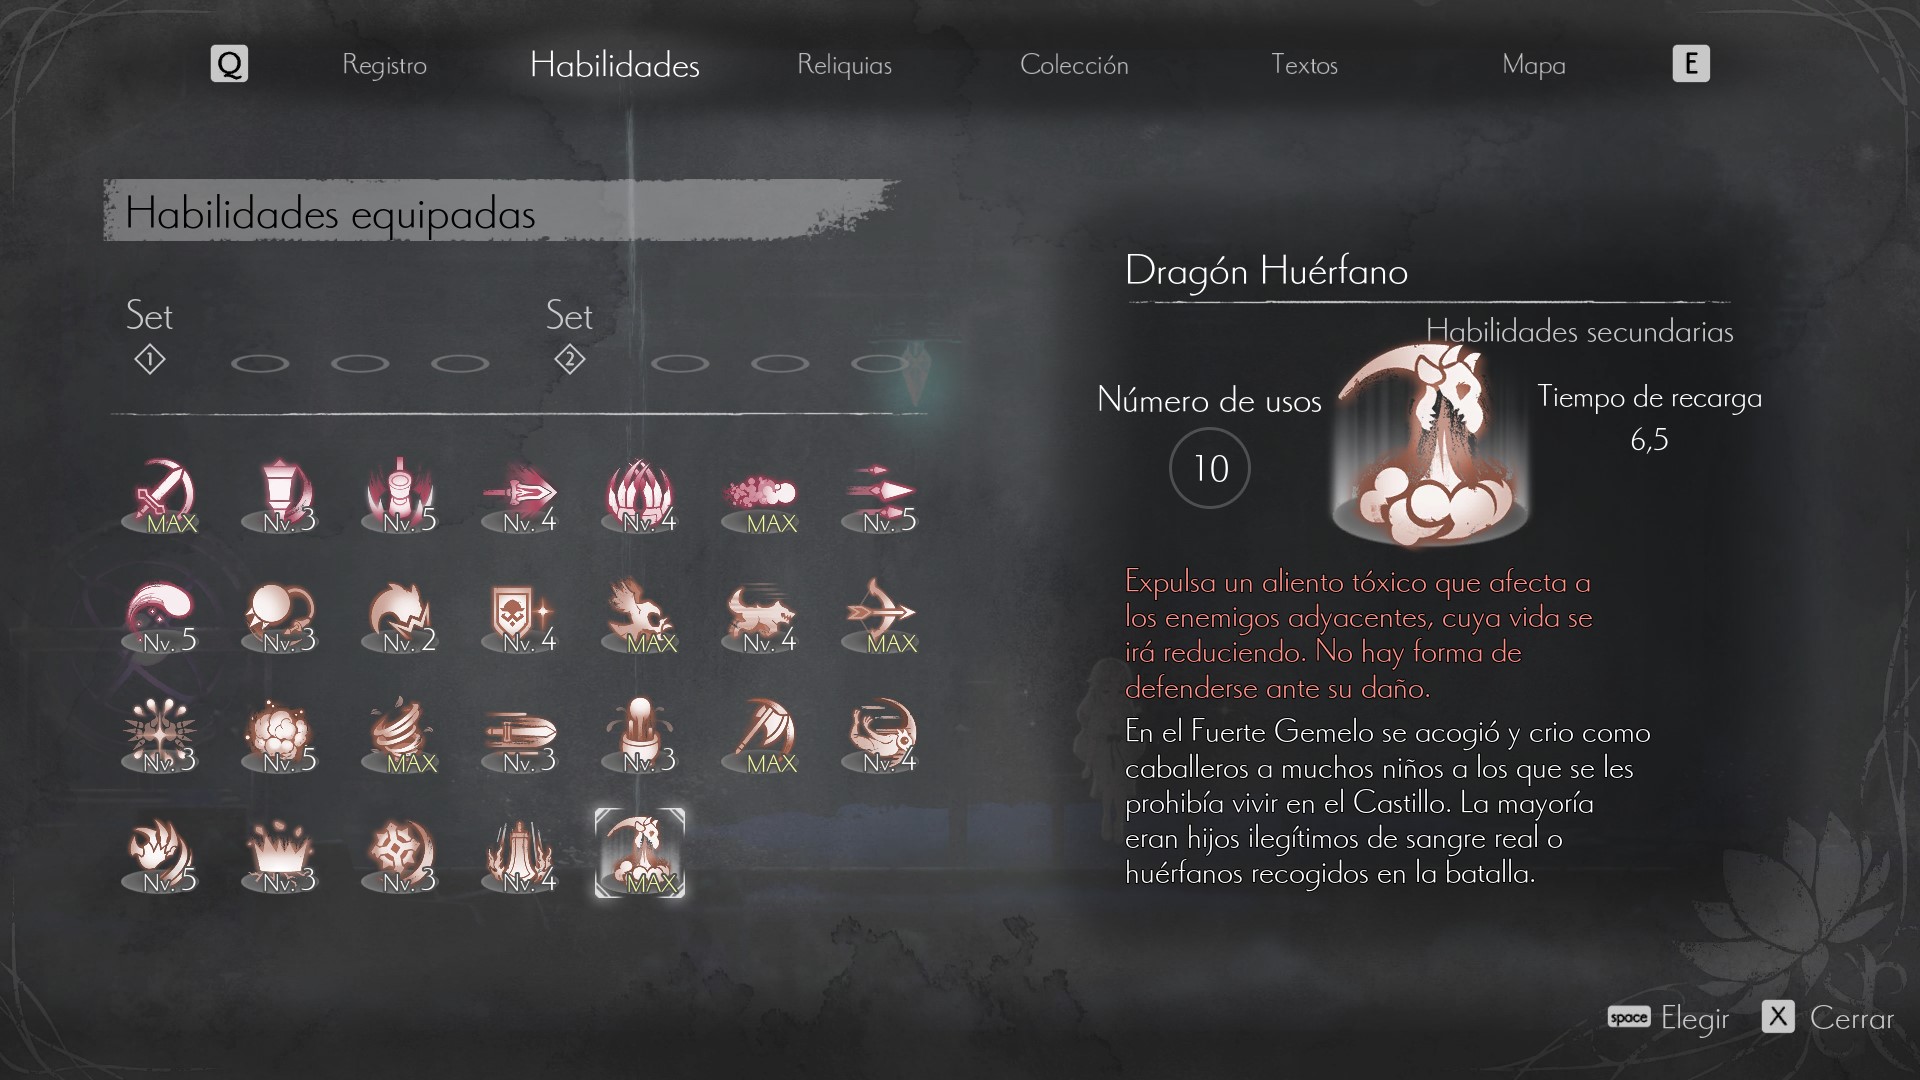 Q Registro Habilidades Reliquias Colección Textos Mapa E
Habilidades equipadas
Set Set
1 2
MAX Nv. 3 Nv. 5 Nv. 4 Nv. 4 MAX Nv. 5
Nv. 5 Nv. 3 Nv. 2 Nv. 4 MAX Nv. 4 MAX
Nv. 3 Nv. 5 MAX Nv. 3 Nv. 3 MAX Nv. 4
Nv. 5 Nv. 3 Nv. 3 Nv. 4 MAX
Dragón Huérfano
Habilidades secundarias
Número de usos
10
Tiempo de recarga
6,5
Expulsa un aliento tóxico que afecta a
los enemigos adyacentes, cuya vida se
irá reduciendo. No hay forma de
defenderse ante su daño.
En el Fuerte Gemelo se acogió y crio como
caballeros a muchos niños a los que se les
prohibía vivir en el Castillo. La mayoría
eran hijos ilegítimos de sangre real o
huérfanos recogidos en la batalla.
space Elegir X Cerrar